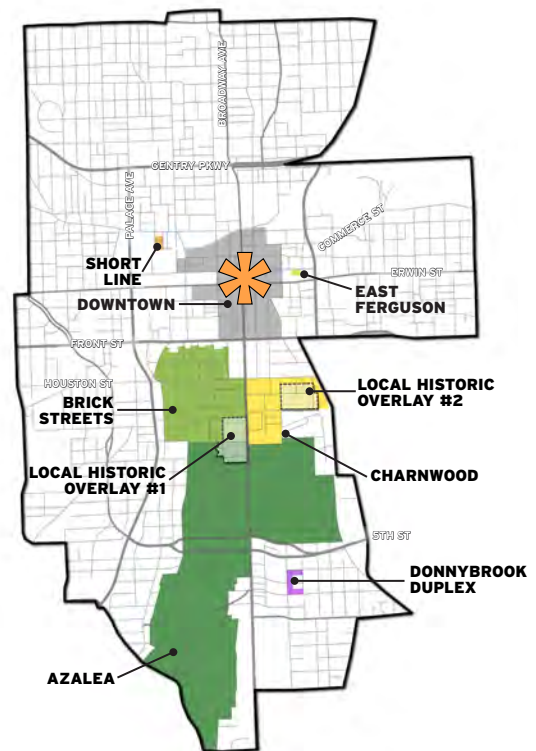 BROADWAY AVE
GENTRY PKWY
PALACE AVE
COMMERCE ST
SHORT
LINE
ERWIN ST
DOWNTOWN
EAST
FERGUSON
FRONT ST
HOUSTON ST
LOCAL HISTORIC
OVERLAY #2
BRICK
STREETS
LOCAL HISTORIC
OVERLAY #1
CHARNWOOD
5TH ST
DONNYBROOK
DUPLEX
AZALEA